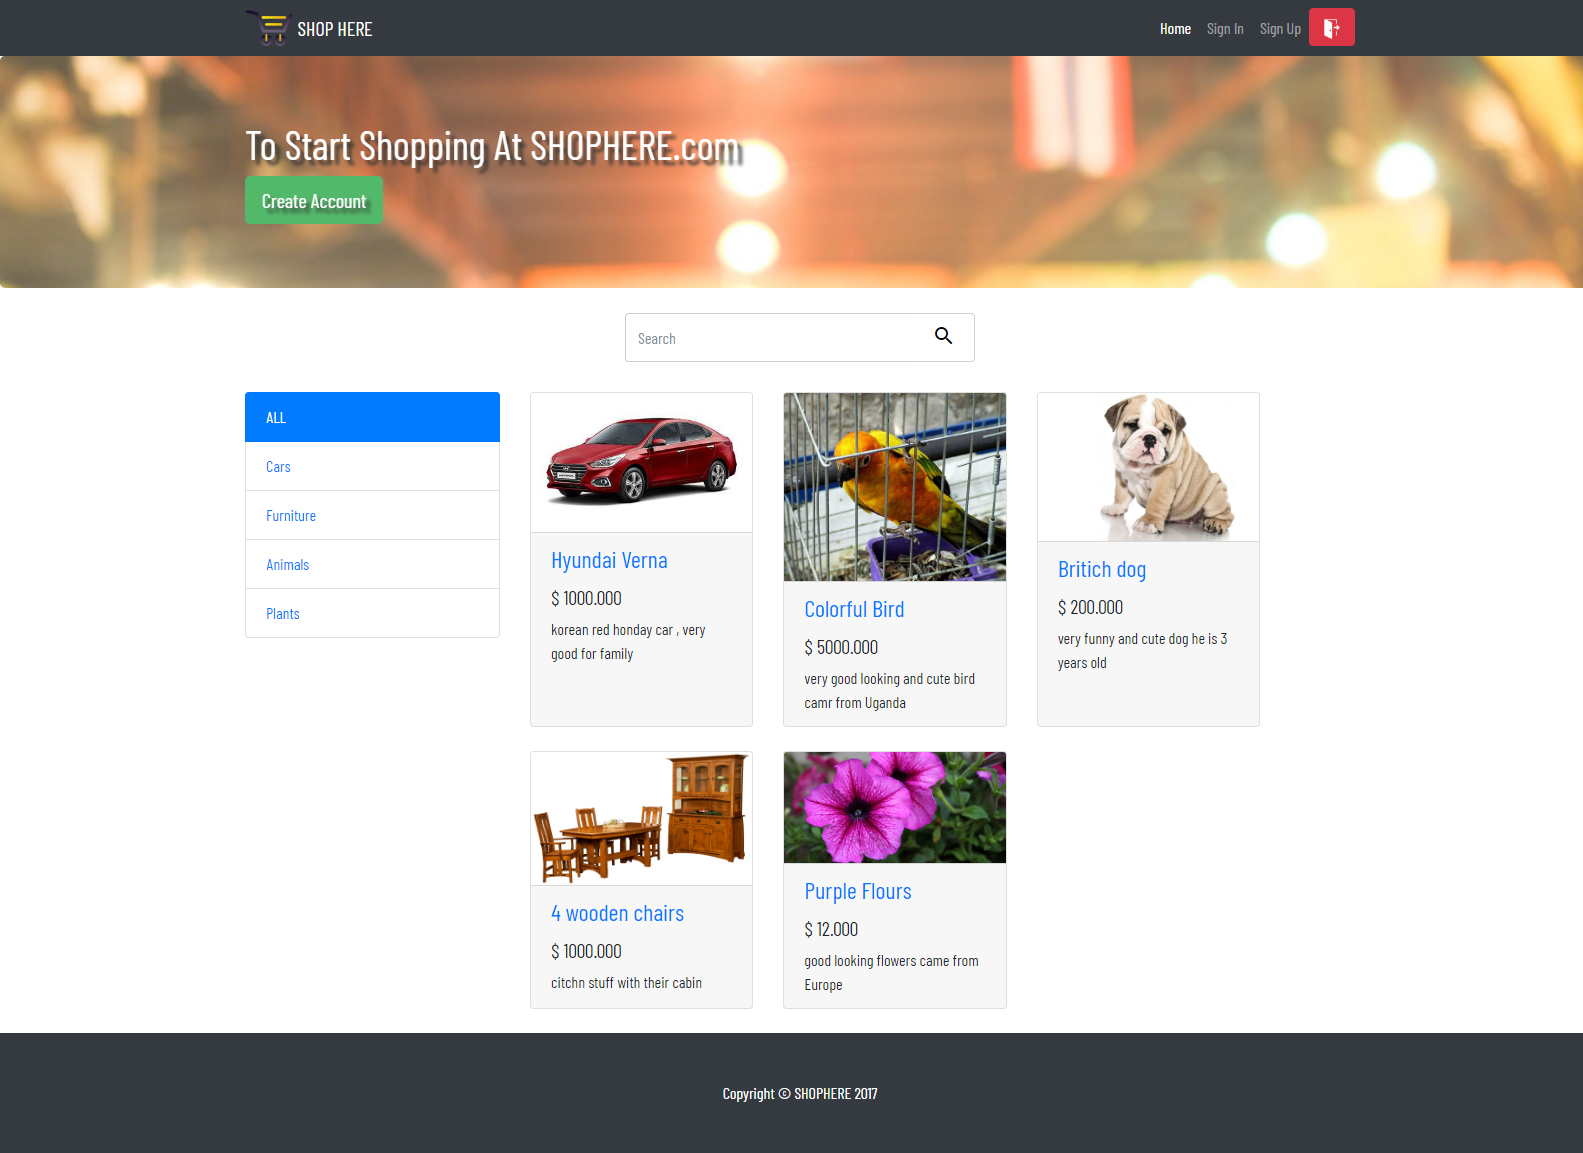 SHOP HERE
Home
Sign In
Sign Up
To Start Shopping At SHOPHERE.com
Create Account
Search
ALL
Cars
Furniture
Animals
Plants
Hyundai Verna
$ 1000.000
korean red honday car , very
good for family
Colorful Bird
$ 5000.000
very good looking and cute bird
camr from Uganda
Britich dog
$ 200.000
very funny and cute dog he is 3
years old
4 wooden chairs
$ 1000.000
citchn stuff with their cabin
Purple Flours
$ 12.000
good looking flowers came from
Europe
Copyright © SHOPHERE 2017